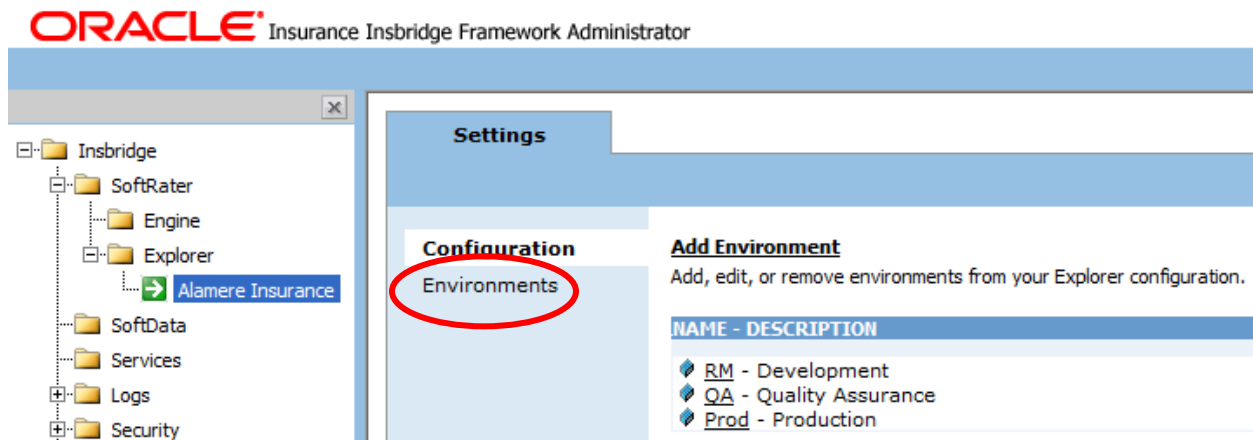 ORACLE Insurance Insbridge Framework Administrator
Insbridge
SoftRater
Engine
Explorer
Alamere Insurance
SoftData
Services
Logs
Security
Settings
Configuration
Environments
Add Environment
Add, edit, or remove environments from your Explorer configuration.
NAME - DESCRIPTION
RM - Development
QA - Quality Assurance
Prod - Production